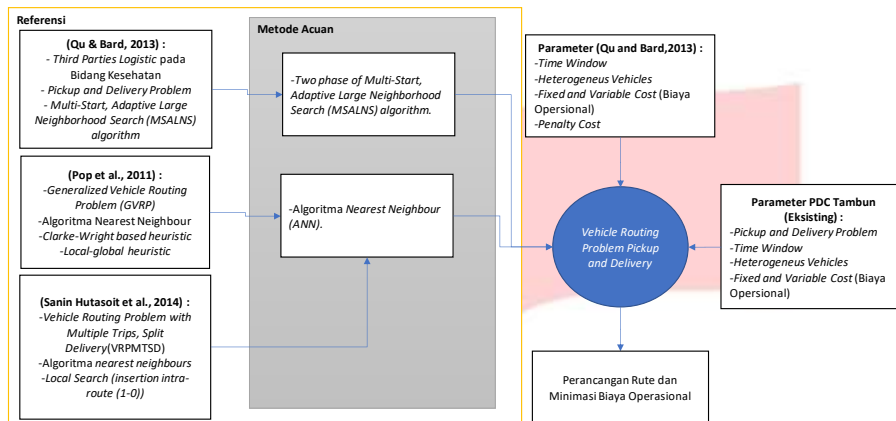 Referensi
(Qu & Bard, 2013) :
- Third Parties Logistic pada
Bidang Kesehatan
- Pickup and Delivery Problem
- Multi-Start, Adaptive Large
Neighborhood Search (MSALNS)
algorithm
(Pop et al., 2011)
-Generalized Vehicle Routing
Problem (GVRP)
-Algoritma Nearest Neighbour
-Clarke-Wright based heuristic
-Local-global heuristic
(Sanin Hutasoit et al., 2014) :
-Vehicle Routing Problem with
Multiple Trips, Split
Delivery(VRPMTSD)
-Algoritma nearest neighbours
-Local Search (insertion intra-
route (1-0))
Metode Acuan
-Two phase of Multi-Start,
Adaptive Large Neighborhood
Search (MSALNS) algorithm.
-Algoritma Nearest Neighbour
(ANN).
Parameter (Qu and Bard,2013) :
-Time Window
-Heterogeneus Vehicles
-Fixed and Variable Cost (Biaya
Opersional)
-Penalty Cost
Vehicle Routing
Problem Pickup
and Delivery
Parameter PDC Tambun
(Eksisting) :
-Pickup and Delivery Problem
-Time Window
-Heterogeneus Vehicles
-Fixed and Variable Cost (Biaya
Opersional)
Perancangan Rute dan
Minimasi Biaya Operasional